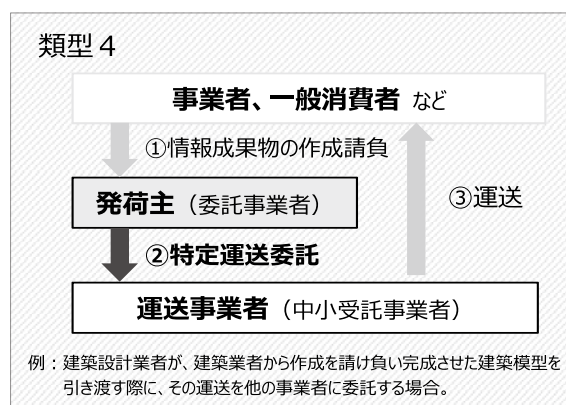 類型４
事業者、一般消費者 など
①情報成果物の作成請負
発荷主（委託事業者）
③運送
②特定運送委託
運送事業者（中小受託事業者）
例：建築設計業者が、建築業者から作成を請け負い完成させた建築模型を
引き渡す際に、その運送を他の事業者に委託する場合。